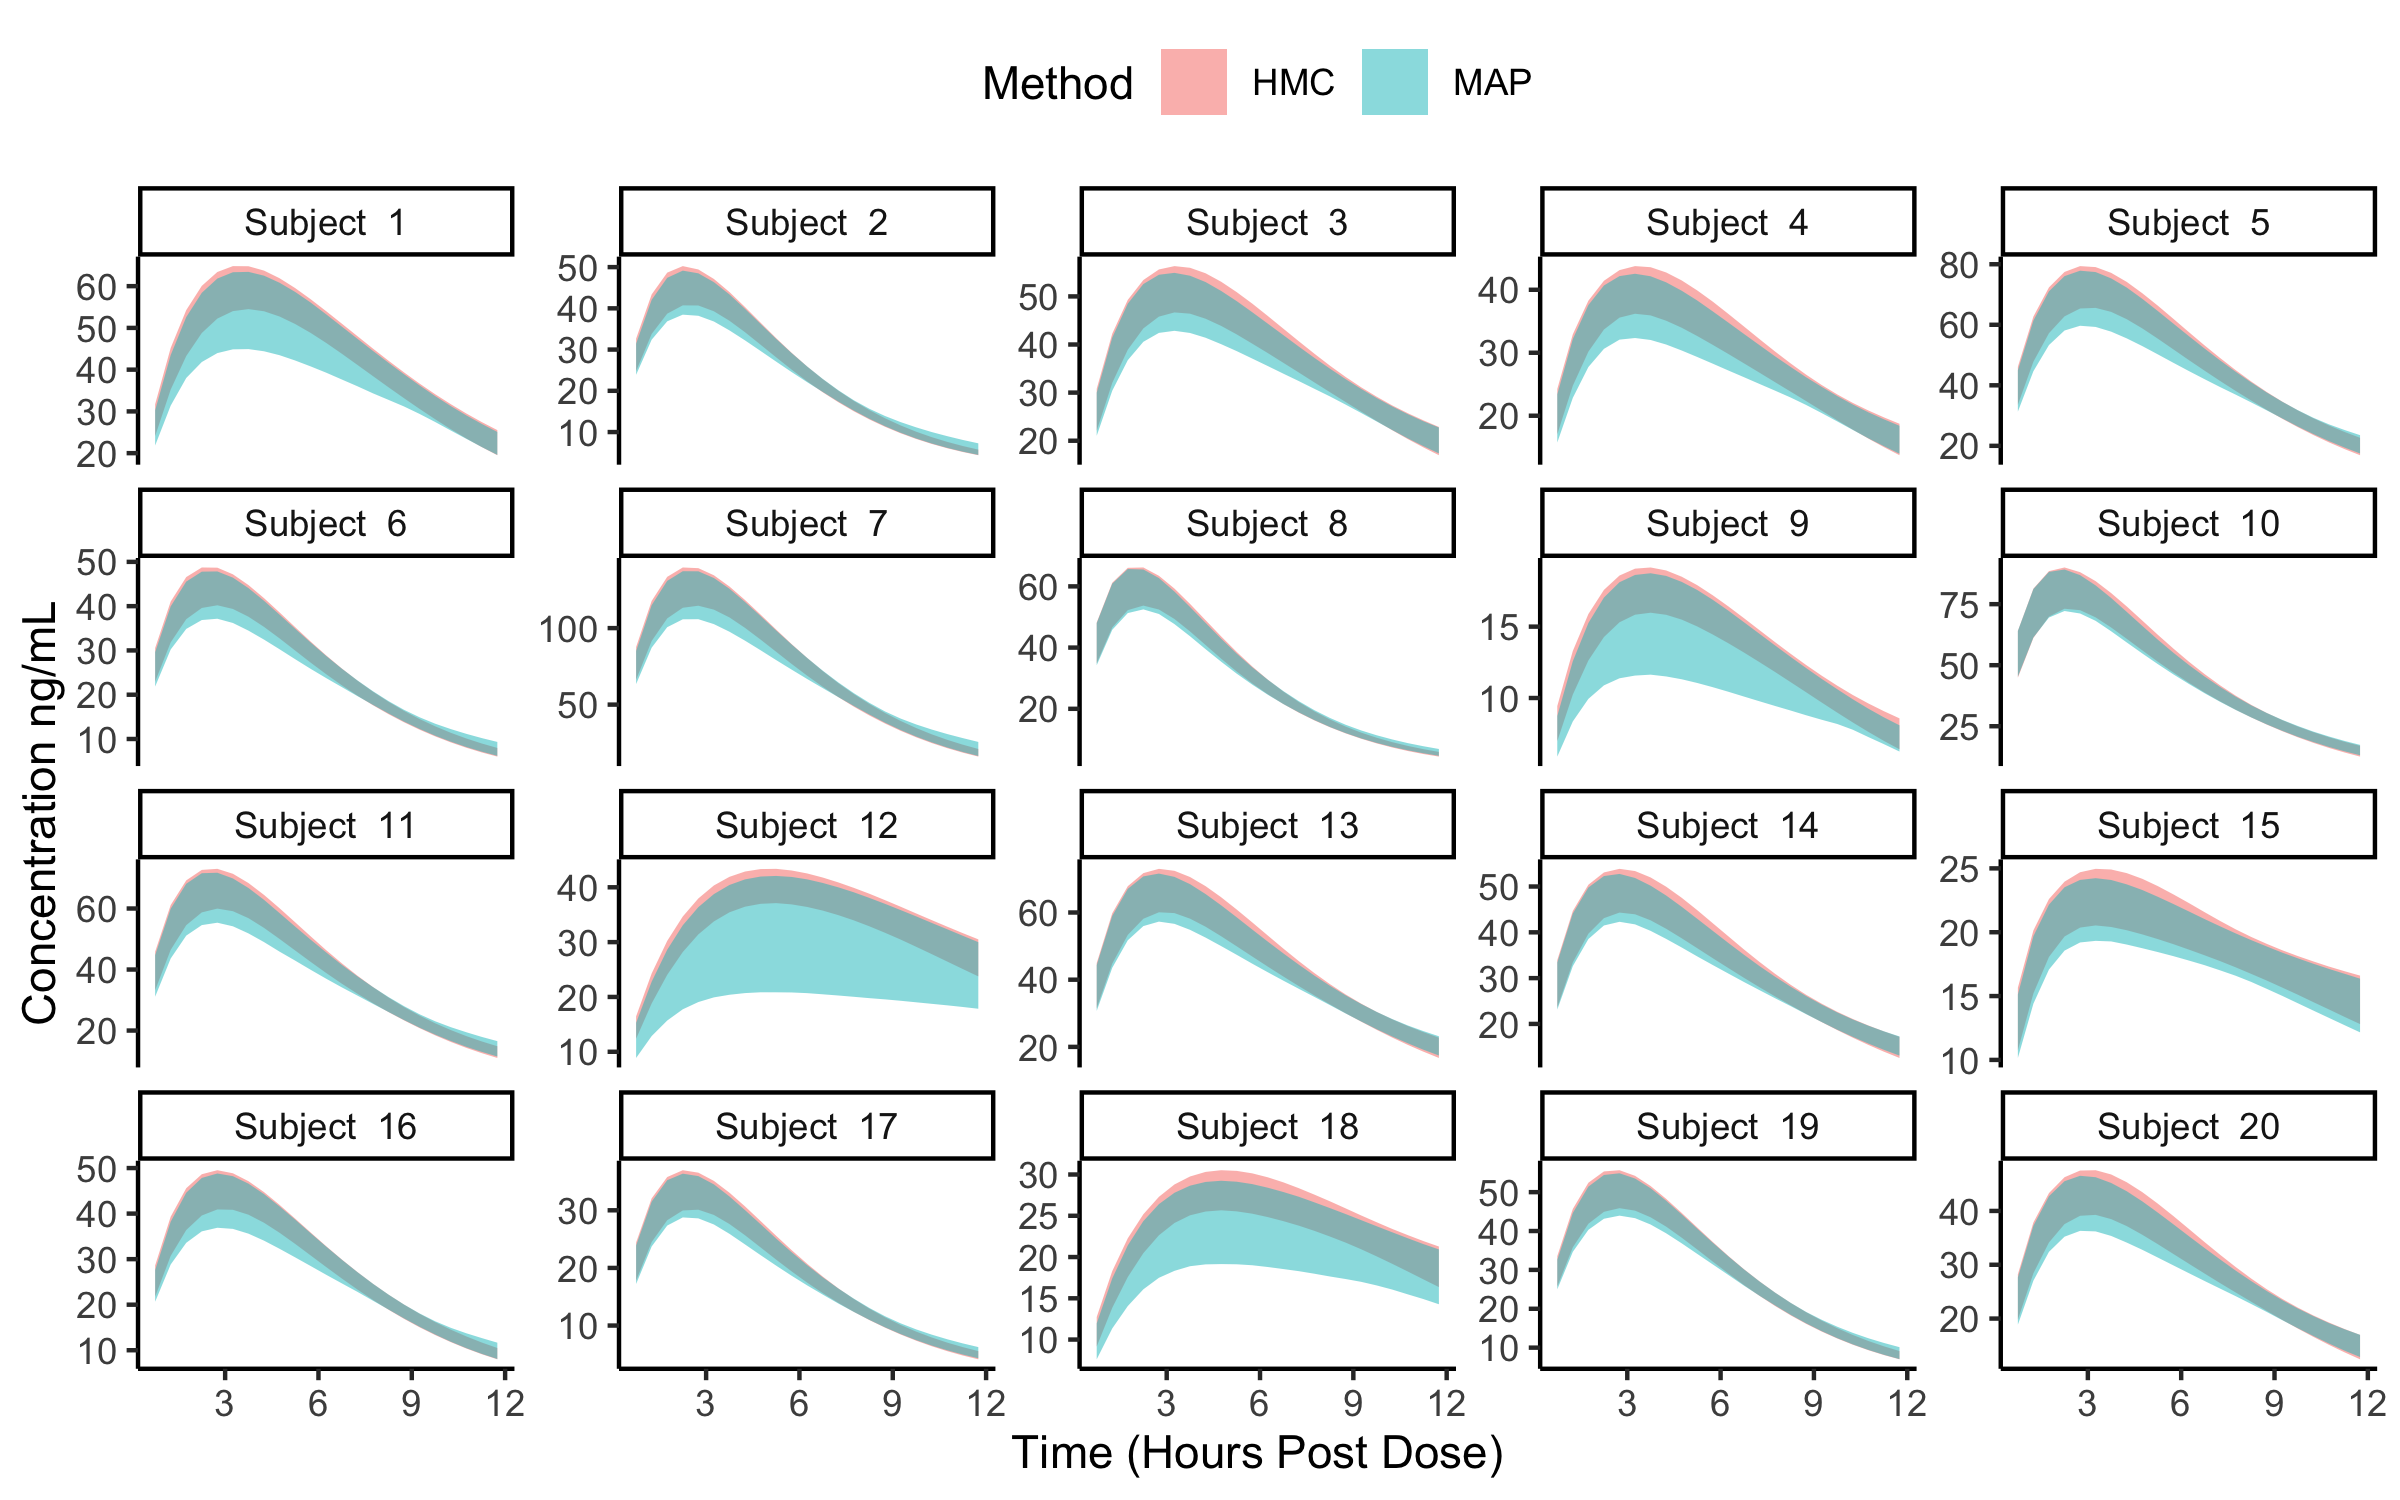 Method HMC MAP
Subject 1 Subject 2 Subject 3 Subject 4 Subject 5
60 50 40 30 20
50 40 30 20 10
50 40 30 20
40 30 20
80 60 40 20
Subject 6 Subject 7 Subject 8 Subject 9 Subject 10
50 40 30 20 10
100 50
60 40 20
15 10
75 50 25
Subject 11 Subject 12 Subject 13 Subject 14 Subject 15
60 40 20
40 30 20 10
60 40 20
50 40 30 20
25 20 15 10
Subject 16 Subject 17 Subject 18 Subject 19 Subject 20
50 40 30 20 10
30 20 10
30 25 20 15 10
50 40 30 20 10
40 30 20
3 6 9 12 3 6 9 12 3 6 9 12 3 6 9 12 3 6 9 12
Concentration ng/mL
Time (Hours Post Dose)